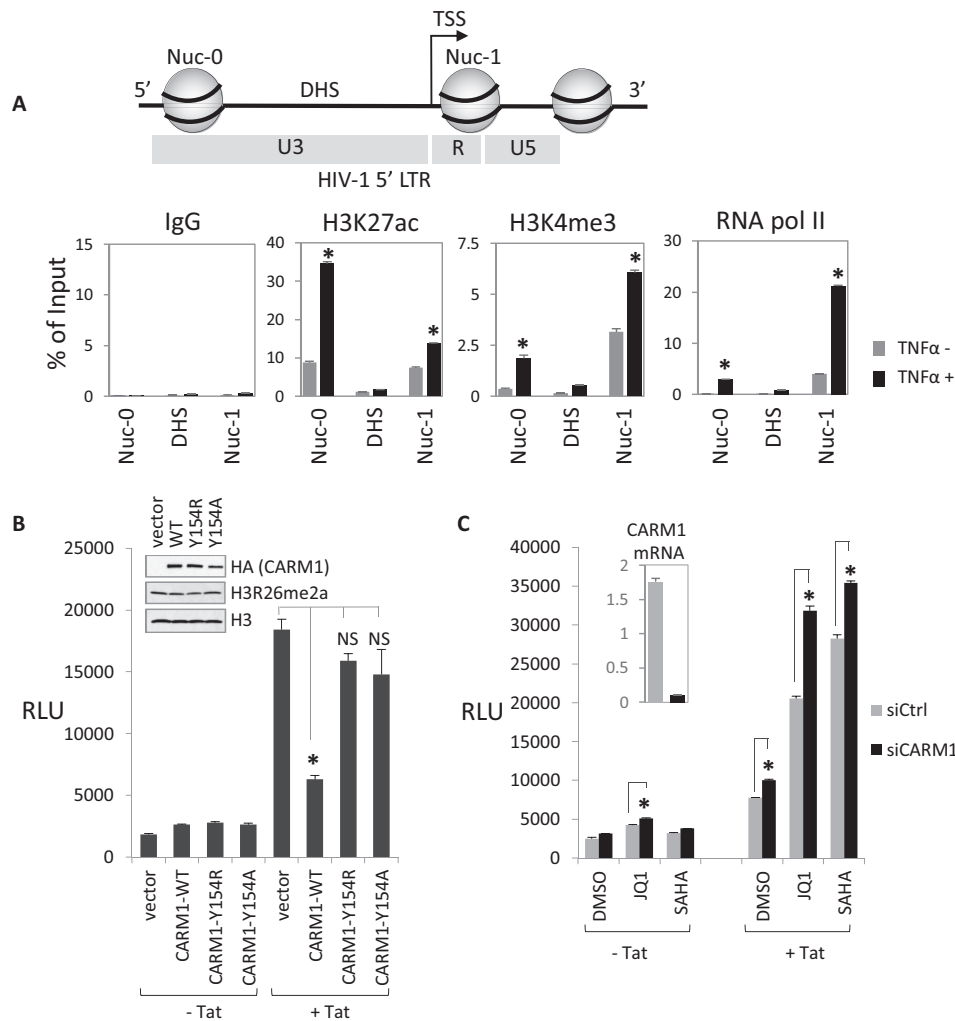 TSS
Nuc-0
Nuc-1
5’
DHS
3’
A
U3
R
U5
HIV-1 5’ LTR
IgG
H3K27ac
H3K4me3
RNA pol II
% of Input
15
10
5
0
40
30
20
10
0
7.5
5
2.5
0
30
20
10
0
*
*
*
*
*
*
TNFα -
TNFα +
Nuc-0
DHS
Nuc-1
Nuc-0
DHS
Nuc-1
Nuc-0
DHS
Nuc-1
Nuc-0
DHS
Nuc-1
B
vector
WT
Y154R
Y154A
HA (CARM1)
H3R26me2a
H3
RLU
25000
20000
15000
10000
5000
0
*
NS
NS
vector
CARM1-WT
CARM1-Y154R
CARM1-Y154A
vector
CARM1-WT
CARM1-Y154R
CARM1-Y154A
- Tat
+ Tat
C
CARM1
mRNA
2
1.5
1
0.5
0
RLU
40000
35000
30000
25000
20000
15000
10000
5000
0
*
*
*
*
siCtrl
siCARM1
DMSO
JQ1
SAHA
DMSO
JQ1
SAHA
- Tat
+ Tat